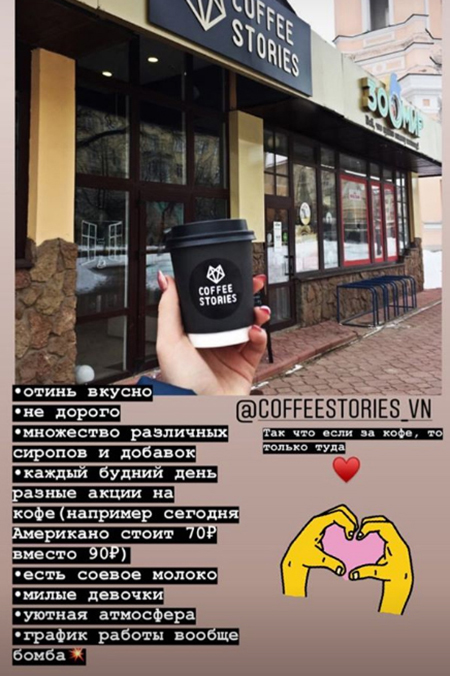 COFFEE
STORIES
ЗООМИР
COFFEE
STORIES
•отинь вкусно
•не дорого
•множество различных
сиропов и добавок
•каждый будний день
разные акции на
кофе(например сегодня
Американо стоит 70₽
вместо 90₽)
•есть соевое молоко
•милые девочки
•уютная атмосфера
•график работы вообще
бомба💥
@COFFEESTORIES_VN
Так что если за кофе, то
только туда